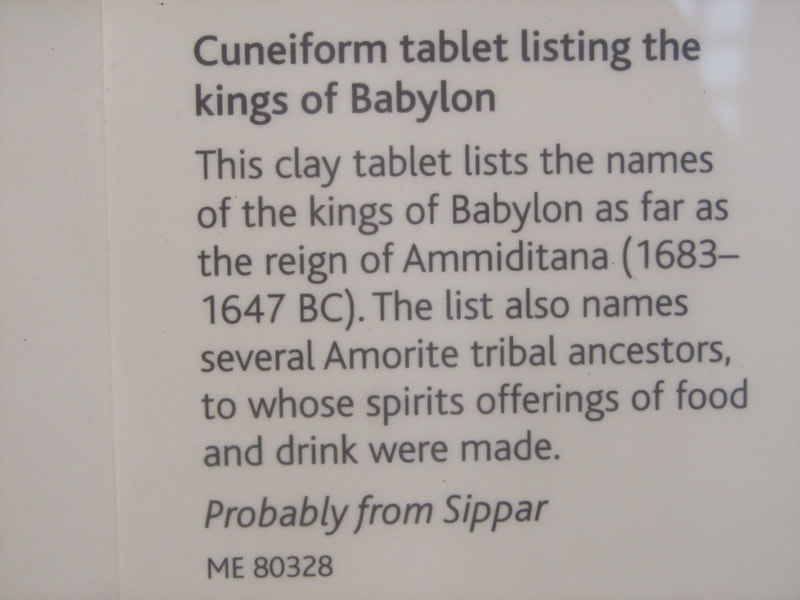 Cuneiform tablet listing the
kings of Babylon
This clay tablet lists the names
of the kings of Babylon as far as
the reign of Ammiditana (1683–
1647 BC). The list also names
several Amorite tribal ancestors,
to whose spirits offerings of food
and drink were made.
Probably from Sippar
ME 80328